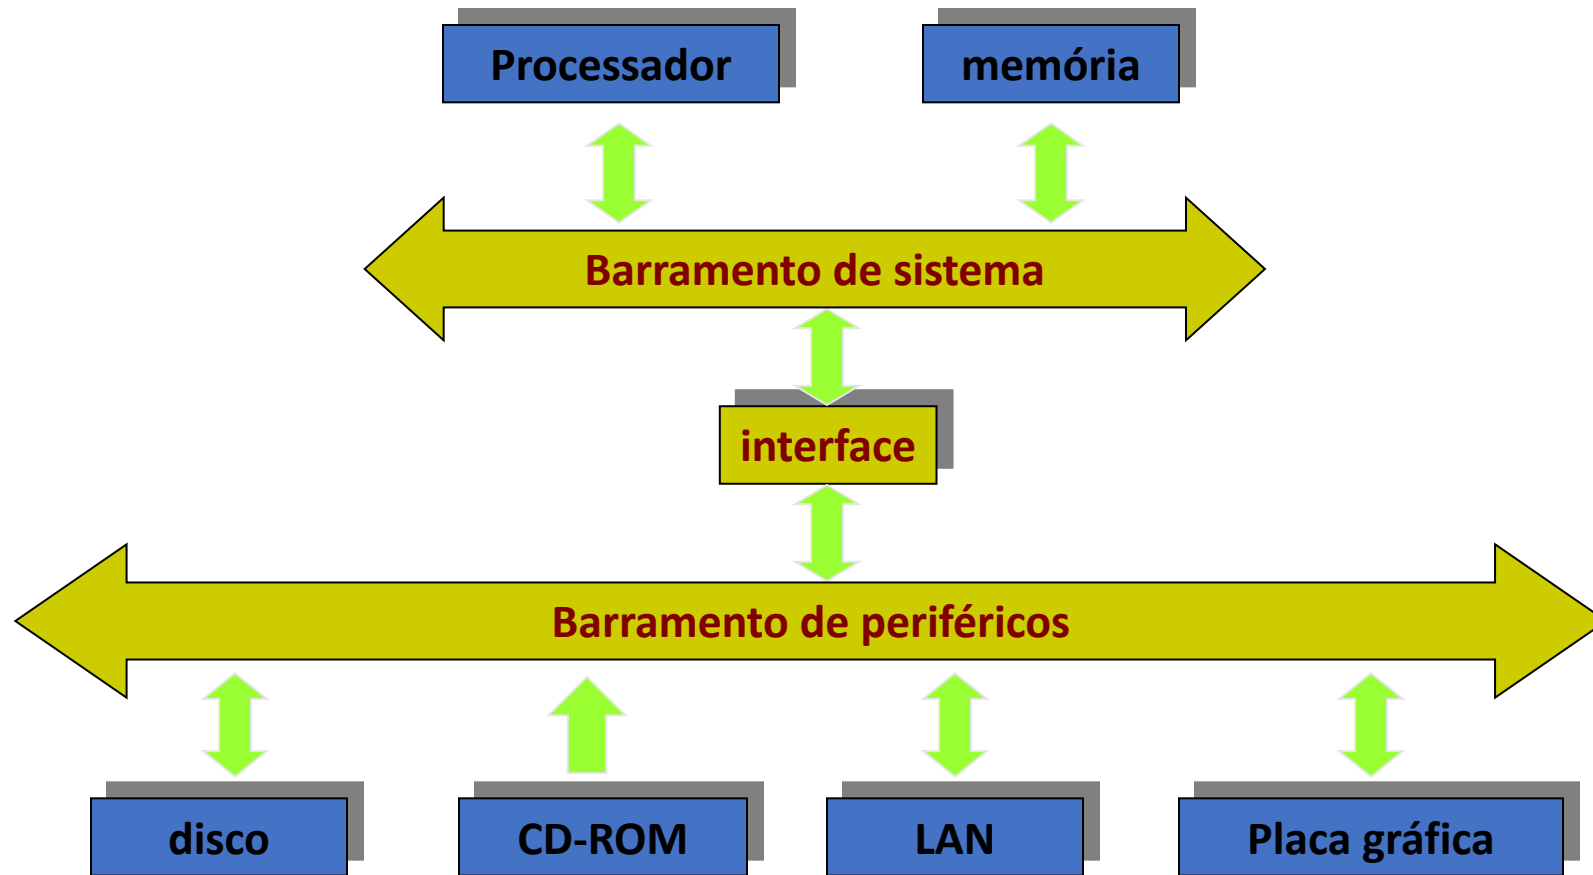 Processador
memória
Barramento de sistema
interface
Barramento de periféricos
disco
CD-ROM
LAN
Placa gráfica